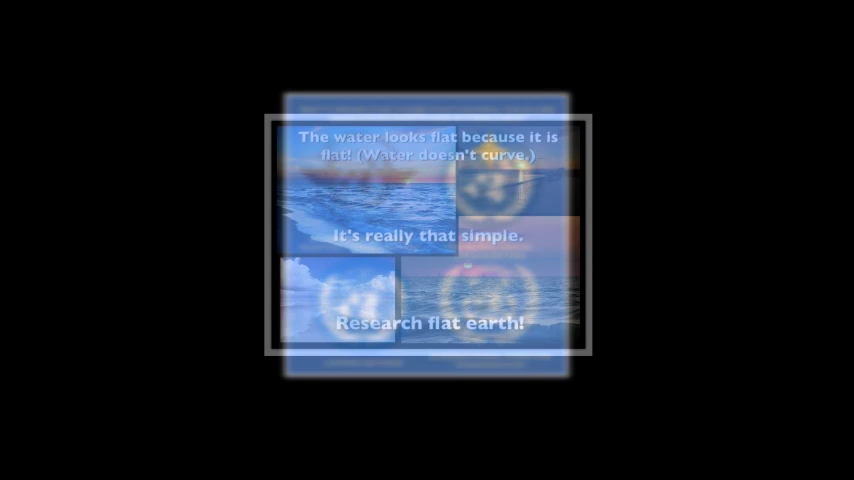 The water looks flat because it is
flat! (Water doesn't curve.)
It's really that simple.
Research flat earth!